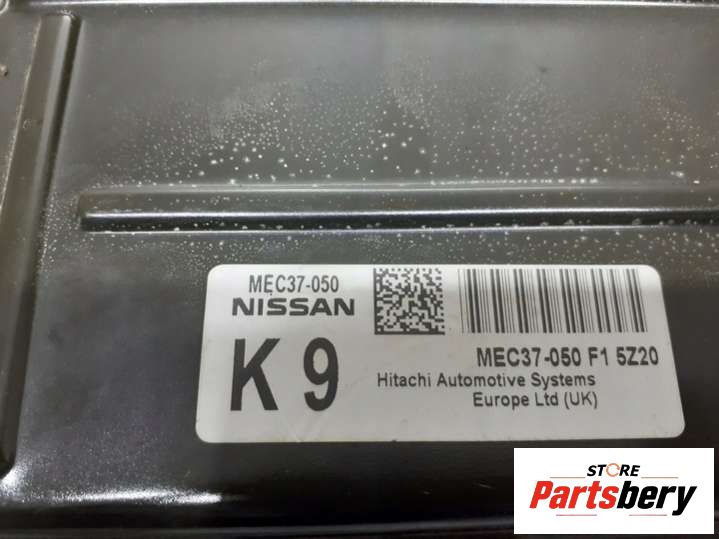 MEC37-050
NISSAN
K 9
MEC37-050 F1 5Z20
Hitachi Automotive Systems
Europe Ltd (UK)
STORE
Partsbery